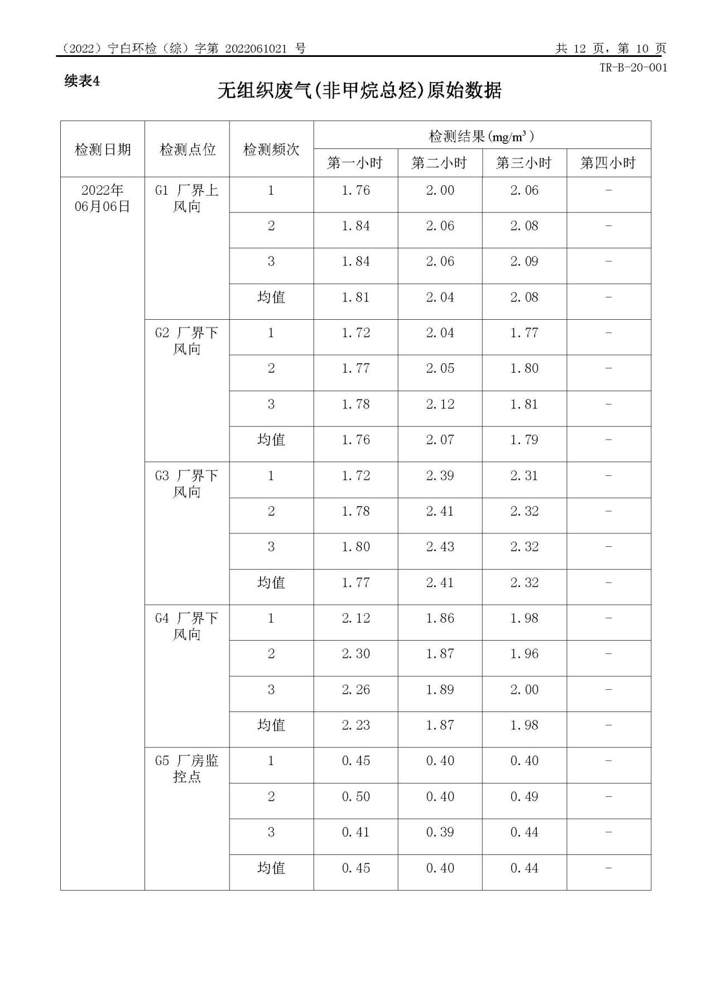 （2022）宁白环检（综）字第 2022061021 号 共 12 页，第 10 页
TR-B-20-001
续表4
无组织废气(非甲烷总烃)原始数据
检测日期 检测点位 检测频次 检测结果(mg/m³)
第一小时 第二小时 第三小时 第四小时
2022年 G1 厂界上 1 1.76 2.00 2.06 -
06月06日 风向
2 1.84 2.06 2.08 -
3 1.84 2.06 2.09 -
均值 1.81 2.04 2.08 -
G2 厂界下 1 1.72 2.04 1.77 -
风向
2 1.77 2.05 1.80 -
3 1.78 2.12 1.81 -
均值 1.76 2.07 1.79 -
G3 厂界下 1 1.72 2.39 2.31 -
风向
2 1.78 2.41 2.32 -
3 1.80 2.43 2.32 -
均值 1.77 2.41 2.32 -
G4 厂界下 1 2.12 1.86 1.98 -
风向
2 2.30 1.87 1.96 -
3 2.26 1.89 2.00 -
均值 2.23 1.87 1.98 -
G5 厂房监 1 0.45 0.40 0.40 -
控点
2 0.50 0.40 0.49 -
3 0.41 0.39 0.44 -
均值 0.45 0.40 0.44 -